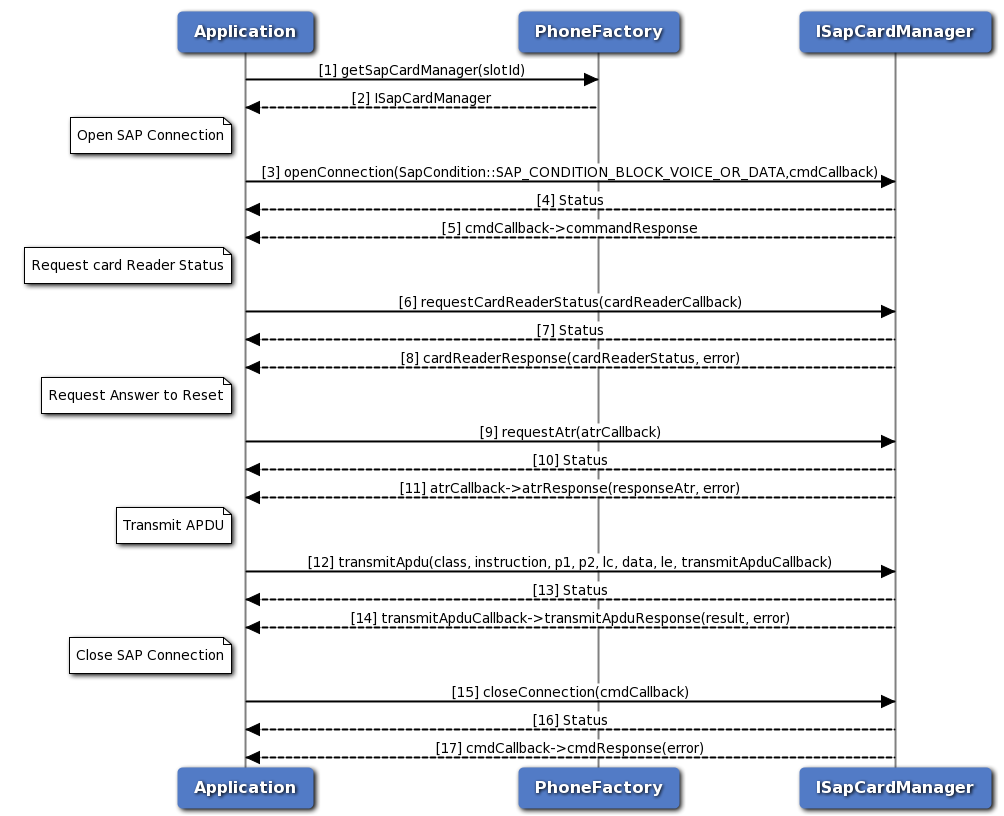 Application PhoneFactory ISapCardManager
[1] getSapCardManager(slotId)
[2] ISapCardManager
Open SAP Connection
[3] openConnection(SapCondition::SAP_CONDITION_BLOCK_VOICE_OR_DATA,cmdCallback)
[4] Status
[5] cmdCallback->commandResponse
Request card Reader Status
[6] requestCardReaderStatus(cardReaderCallback)
[7] Status
[8] cardReaderResponse(cardReaderStatus, error)
Request Answer to Reset
[9] requestAtr(atrCallback)
[10] Status
[11] atrCallback->atrResponse(responseAtr, error)
Transmit APDU
[12] transmitApdu(class, instruction, p1, p2, lc, data, le, transmitApduCallback)
[13] Status
[14] transmitApduCallback->transmitApduResponse(result, error)
Close SAP Connection
[15] closeConnection(cmdCallback)
[16] Status
[17] cmdCallback->cmdResponse(error)
Application PhoneFactory ISapCardManager